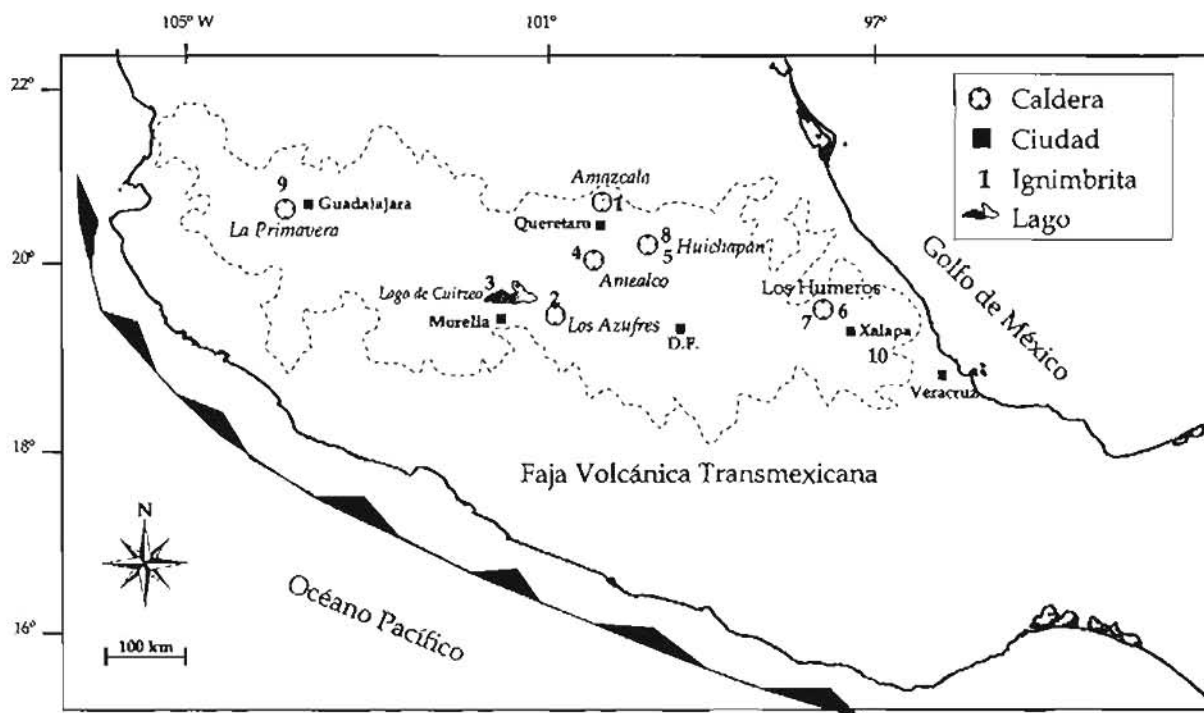 105° W
101°
97°
22°
20°
18°
16°
Caldera
Ciudad
1 Ignimbrita
Lago
9
Guadalajara
La Primavera
Amazcala
1
Queretaro
8
5
Huichapán
4
Amealco
3
Lago de Cuitzeo
Morelia
2
Los Azufres
D.F.
Los Humeros
6
7
Xalapa
10
Veracruz
Golfo de México
Faja Volcánica Transmexicana
Océano Pacífico
N
100 km